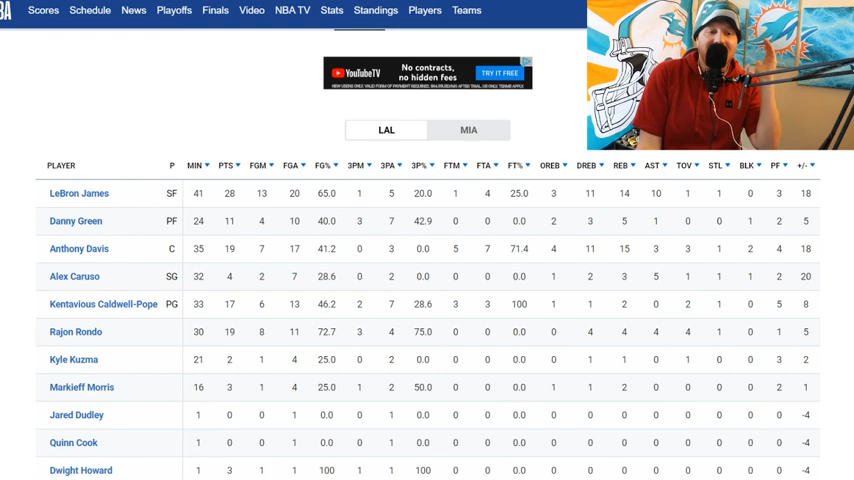 BA Scores Schedule News Playoffs Finals Video NBA TV Stats Standings Players Teams
YouTubeTV No contracts, no hidden fees TRY IT FREE
LAL MIA
PLAYER P MIN PTS FGM FGA FG% 3PM 3PA 3P% FTM FTA FT% OREB DREB REB AST TOV STL BLK PF +/-
LeBron James SF 41 28 13 20 65.0 1 5 20.0 1 4 25.0 3 11 14 10 1 1 0 3 18
Danny Green PF 24 11 4 10 40.0 3 7 42.9 0 0 0.0 2 3 5 1 0 0 1 2 5
Anthony Davis C 35 19 7 17 41.2 0 3 0.0 5 7 71.4 4 11 15 3 3 1 2 4 18
Alex Caruso SG 32 4 2 7 28.6 0 2 0.0 0 0 0.0 1 2 3 5 1 1 1 2 20
Kentavious Caldwell-Pope PG 33 17 6 13 46.2 2 7 28.6 3 3 100 1 1 2 0 2 1 0 5 8
Rajon Rondo 30 19 8 11 72.7 3 4 75.0 0 0 0.0 0 4 4 4 1 0 0 1 5
Kyle Kuzma 21 2 1 4 25.0 0 2 0.0 0 0 0.0 0 1 1 0 1 0 0 3 2
Markieff Morris 16 3 1 4 25.0 1 2 50.0 0 0 0.0 1 1 2 0 0 0 0 2 1
Jared Dudley 1 0 0 1 0.0 0 1 0.0 0 0 0.0 0 0 0 0 0 0 0 0 -4
Quinn Cook 1 0 0 1 0.0 0 1 0.0 0 0 0.0 0 0 0 0 0 0 0 0 -4
Dwight Howard 1 3 1 1 100 1 1 100 0 0 0.0 0 0 0 0 0 0 0 0 -4